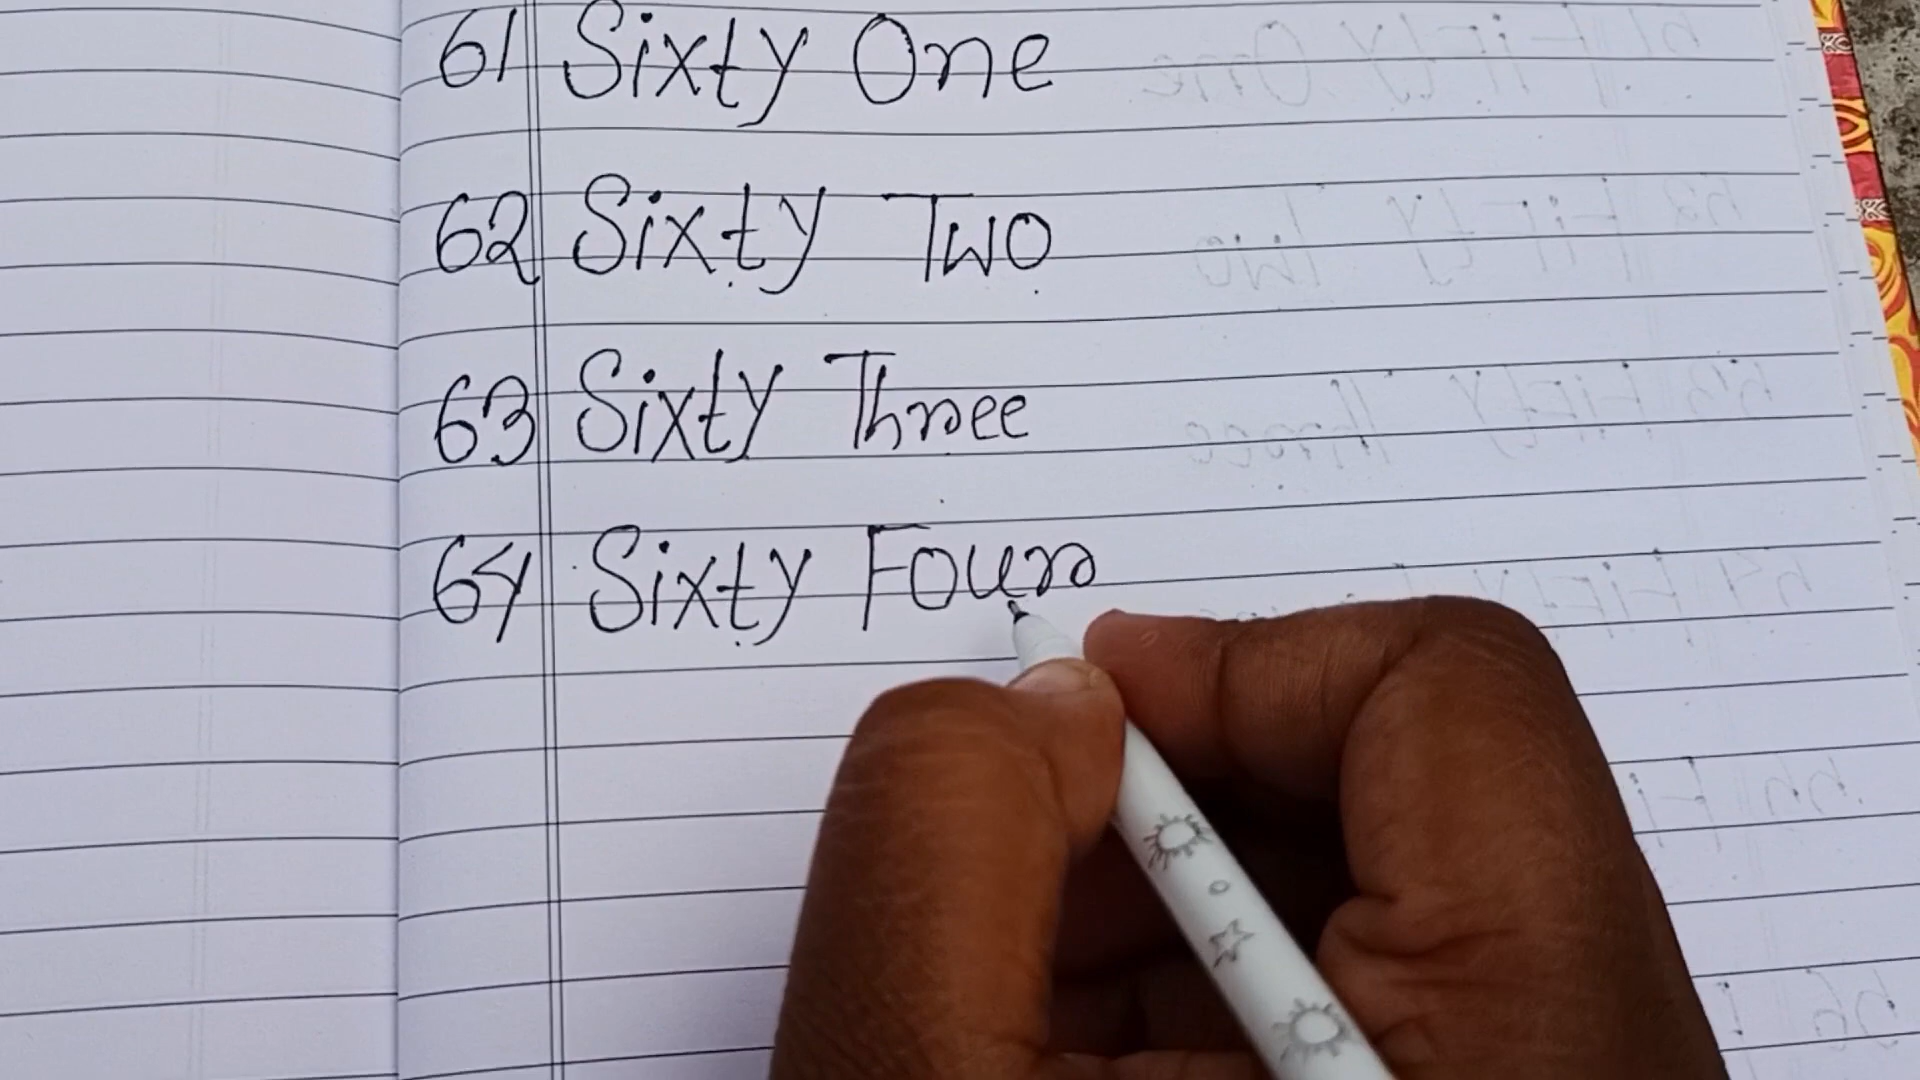 61 Sixty One
62 Sixty Two
63 Sixty Three
64 Sixty Four